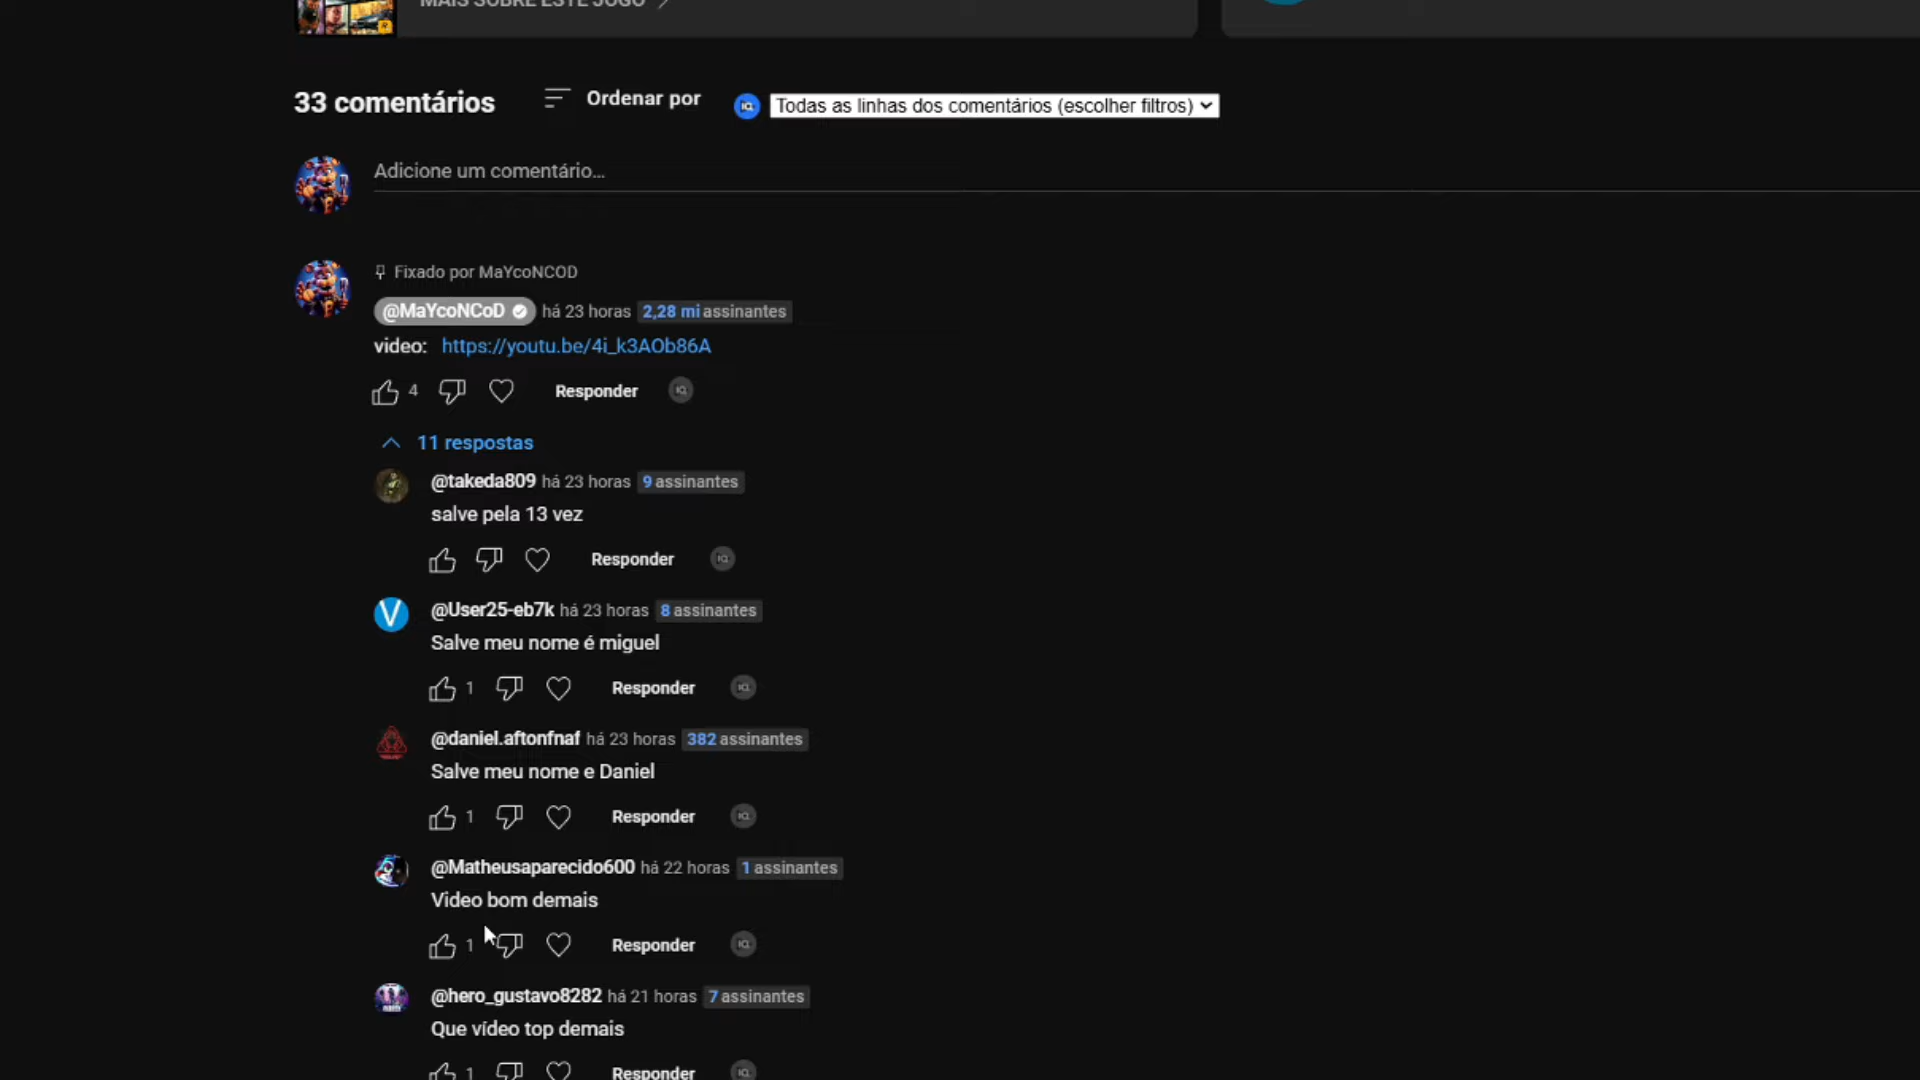 MAIS SOBRE ESTE JOGO
33 comentários
Ordenar por
Todas as linhas dos comentários (escolher filtros)
Adicione um comentário...
Fixado por MaYcoNCOD
@MaYcoNCoD há 23 horas 2,28 mi assinantes
video: https://youtu.be/4i_k3AOb86A
4 Responder
11 respostas
@takeda809 há 23 horas 9 assinantes
salve pela 13 vez
Responder
@User25-eb7k há 23 horas 8 assinantes
Salve meu nome é miguel
1 Responder
@daniel.aftonfnaf há 23 horas 382 assinantes
Salve meu nome e Daniel
1 Responder
@Matheusaparecido600 há 22 horas 1 assinantes
Video bom demais
1 Responder
@hero_gustavo8282 há 21 horas 7 assinantes
Que vídeo top demais
1 Responder